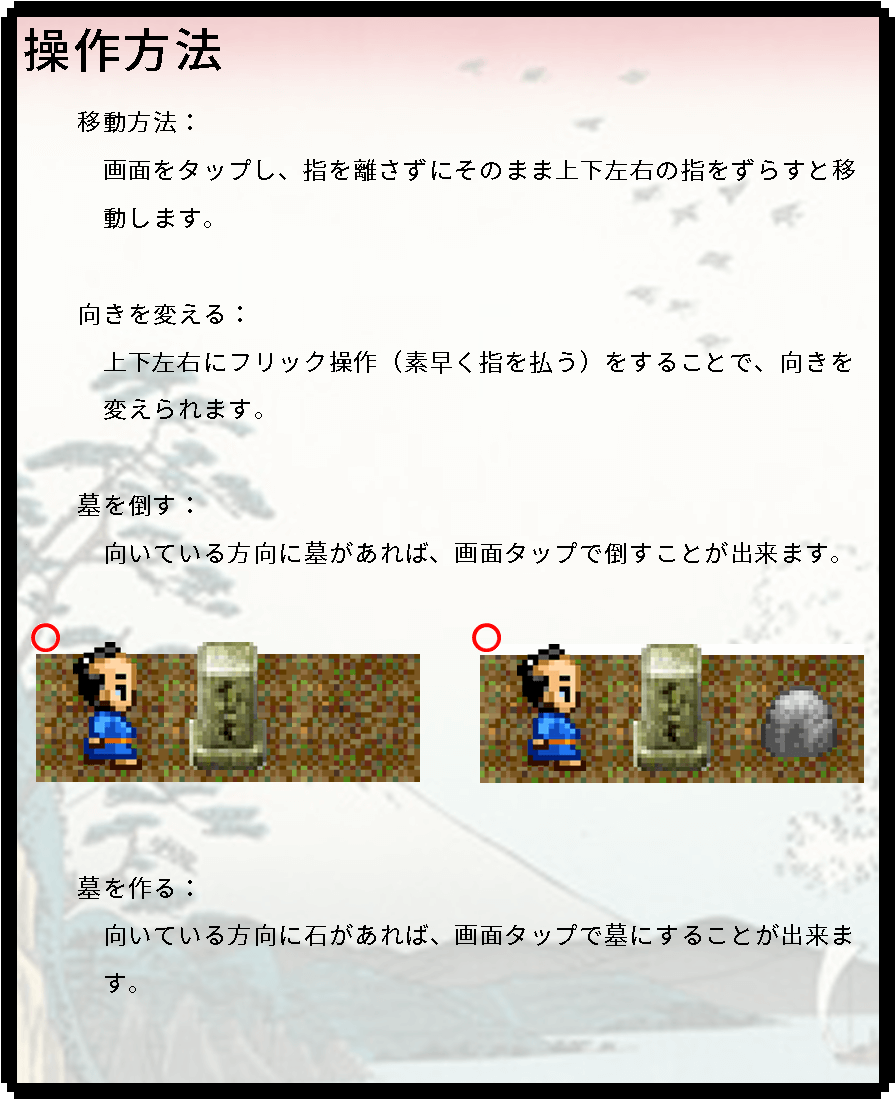 操作方法
移動方法：
画面をタップし、指を離さずにそのまま上下左右の指をずらすと移
動します。
向きを変える：
上下左右にフリック操作（素早く指を払う）をすることで、向きを
変えられます。
墓を倒す：
向いている方向に墓があれば、画面タップで倒すことが出来ます。
墓を作る：
向いている方向に石があれば、画面タップで墓にすることが出来ま
す。